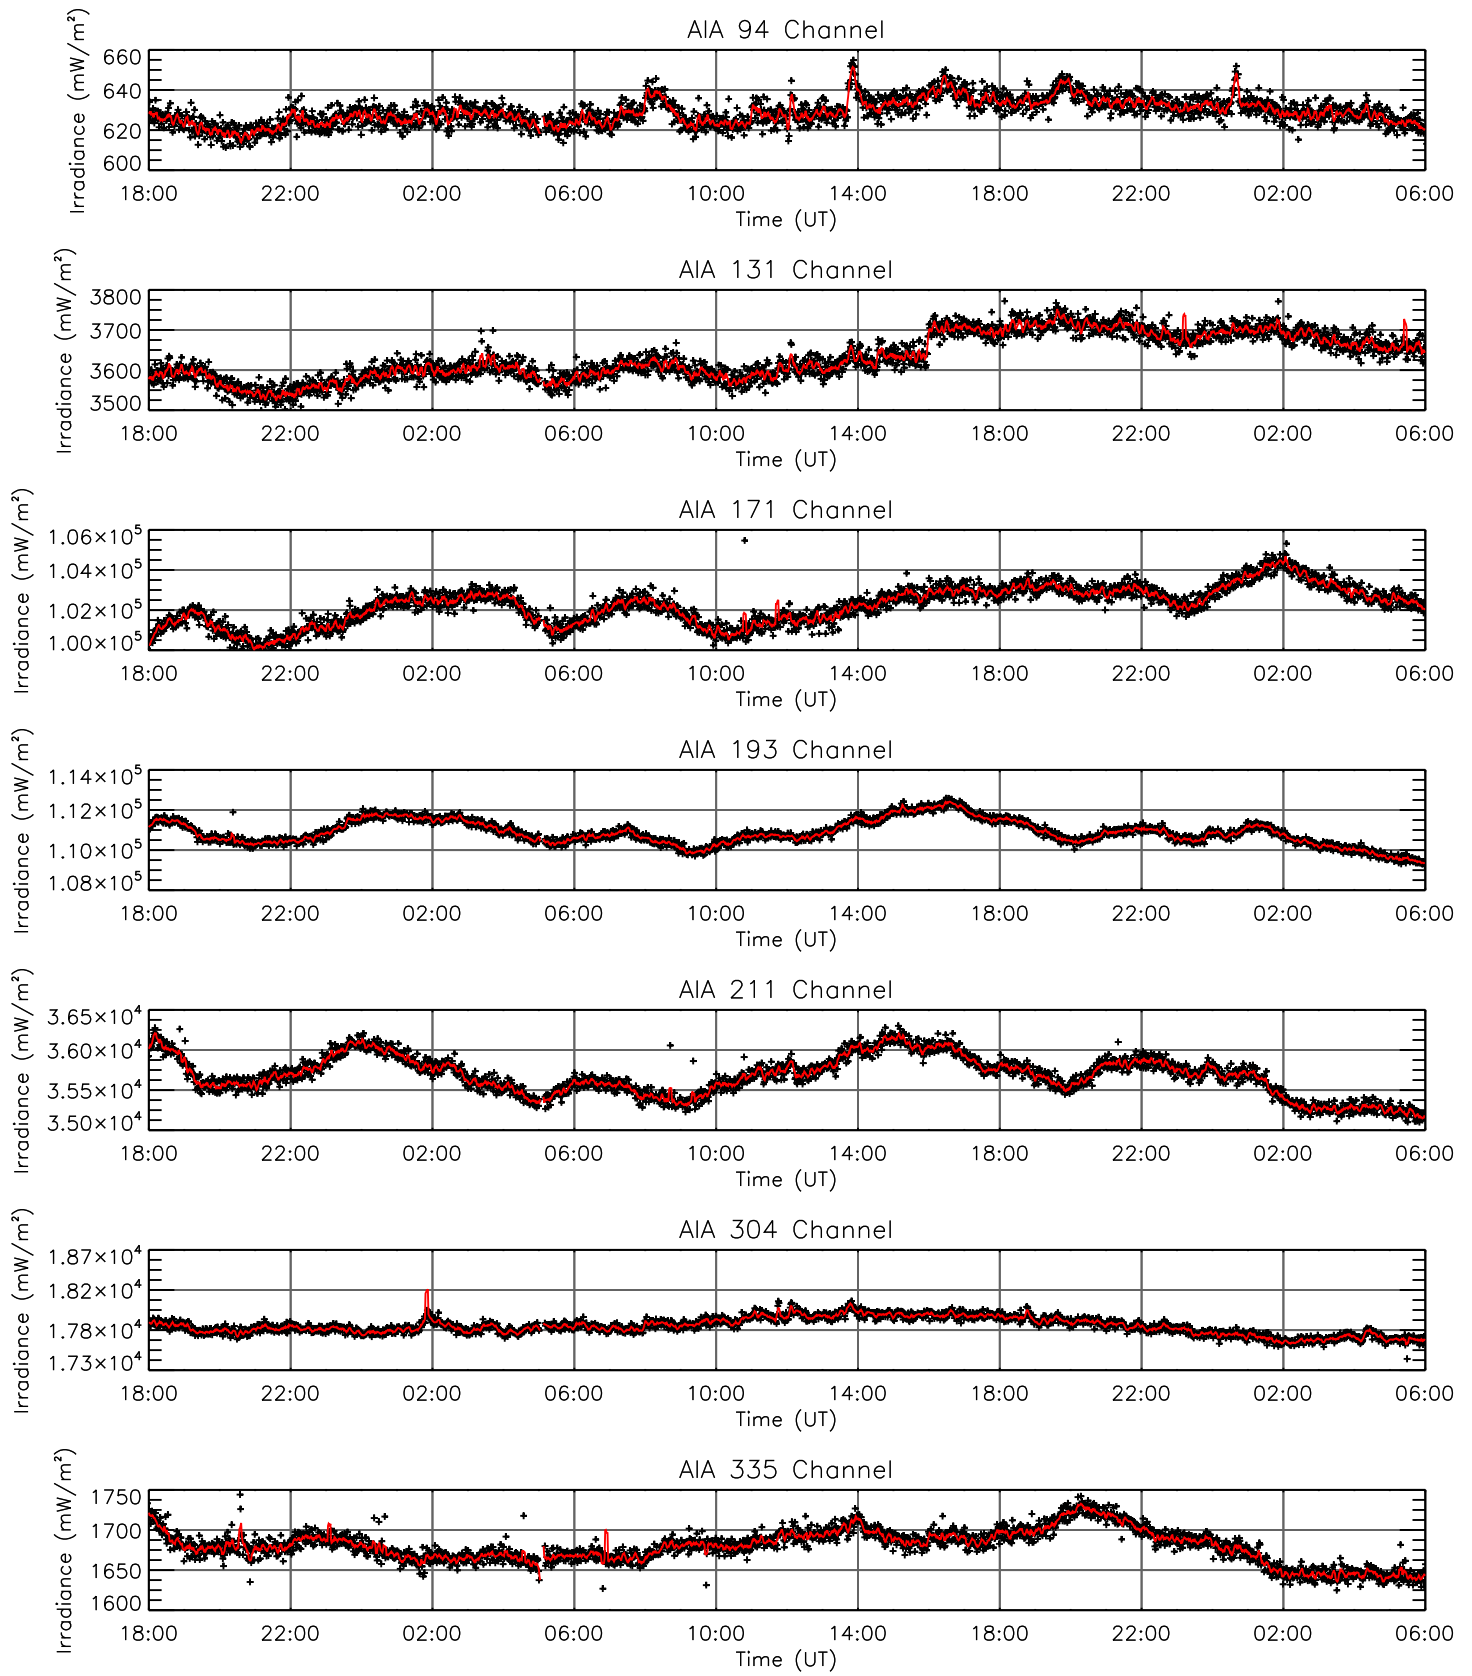 AIA 94 Channel
Irradiance (mW/m²)
660
640
620
600
18:00 22:00 02:00 06:00 10:00 14:00 18:00 22:00 02:00 06:00
Time (UT)
AIA 131 Channel
Irradiance (mW/m²)
3800
3700
3600
3500
18:00 22:00 02:00 06:00 10:00 14:00 18:00 22:00 02:00 06:00
Time (UT)
AIA 171 Channel
Irradiance (mW/m²)
1.06×10⁵
1.04×10⁵
1.02×10⁵
1.00×10⁵
18:00 22:00 02:00 06:00 10:00 14:00 18:00 22:00 02:00 06:00
Time (UT)
AIA 193 Channel
Irradiance (mW/m²)
1.14×10⁵
1.12×10⁵
1.10×10⁵
1.08×10⁵
18:00 22:00 02:00 06:00 10:00 14:00 18:00 22:00 02:00 06:00
Time (UT)
AIA 211 Channel
Irradiance (mW/m²)
3.65×10⁴
3.60×10⁴
3.55×10⁴
3.50×10⁴
18:00 22:00 02:00 06:00 10:00 14:00 18:00 22:00 02:00 06:00
Time (UT)
AIA 304 Channel
Irradiance (mW/m²)
1.87×10⁴
1.82×10⁴
1.78×10⁴
1.73×10⁴
18:00 22:00 02:00 06:00 10:00 14:00 18:00 22:00 02:00 06:00
Time (UT)
AIA 335 Channel
Irradiance (mW/m²)
1750
1700
1650
1600
18:00 22:00 02:00 06:00 10:00 14:00 18:00 22:00 02:00 06:00
Time (UT)